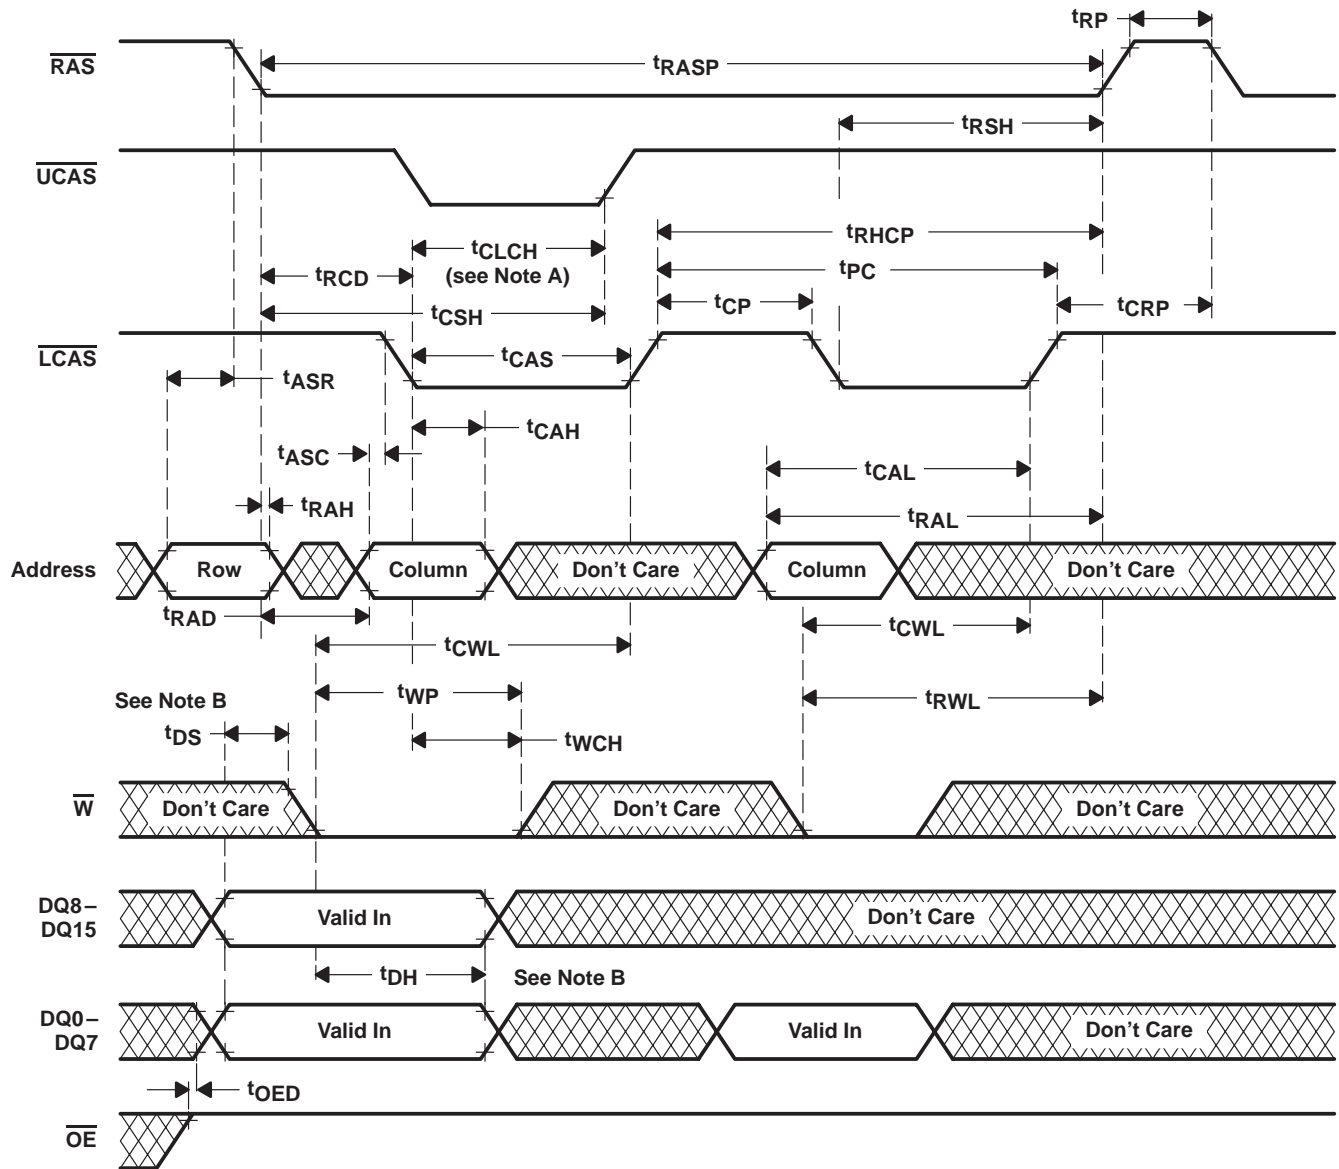 tRP
RAS
tRASP
tRSH
UCAS
tRHCP
tCLCH
(see Note A)
tRCD
tPC
tCP
tCRP
tCSH
LCAS
tCAS
tASR
tCAH
tASC
tCAL
tRAH
tRAL
Address
Row
Column
Don't Care
Column
Don't Care
tRAD
tCWL
tCWL
See Note B
tWP
tRWL
tDS
tWCH
W
Don't Care
Don't Care
Don't Care
DQ8–
DQ15
Valid In
Don't Care
tDH
See Note B
DQ0–
DQ7
Valid In
Valid In
Don't Care
tOED
OE